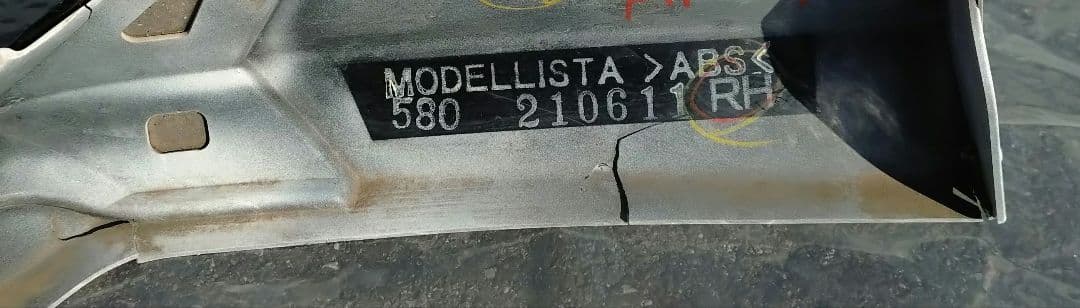 MODELLISTA >ABS<
580 210611 RH